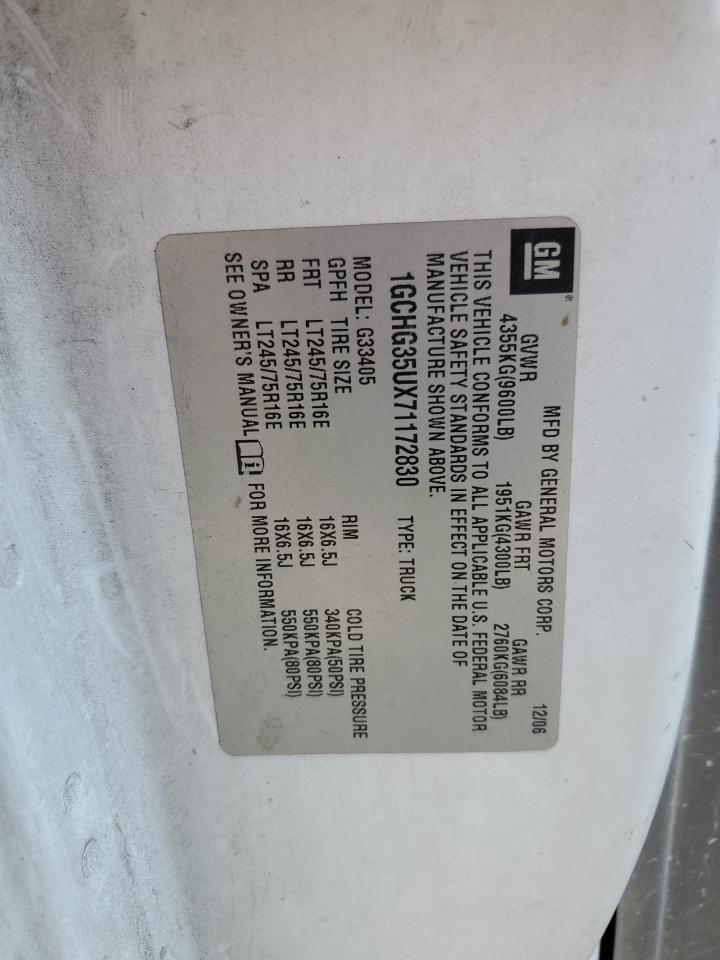 GM®
MFD BY GENERAL MOTORS CORP. 12/06
GVWR GAWR FRT GAWR RR
4355KG(9600LB) 1951KG(4300LB) 2760KG(6084LB)
THIS VEHICLE CONFORMS TO ALL APPLICABLE U.S. FEDERAL MOTOR
VEHICLE SAFETY STANDARDS IN EFFECT ON THE DATE OF
MANUFACTURE SHOWN ABOVE.
1GCHG35UX71172830 TYPE: TRUCK
MODEL: G33405
GPFH TIRE SIZE RIM COLD TIRE PRESSURE
FRT LT245/75R16E 16X6.5J 340KPA(50PSI)
RR LT245/75R16E 16X6.5J 550KPA(80PSI)
SPA LT245/75R16E 16X6.5J 550KPA(80PSI)
SEE OWNER'S MANUAL i FOR MORE INFORMATION.